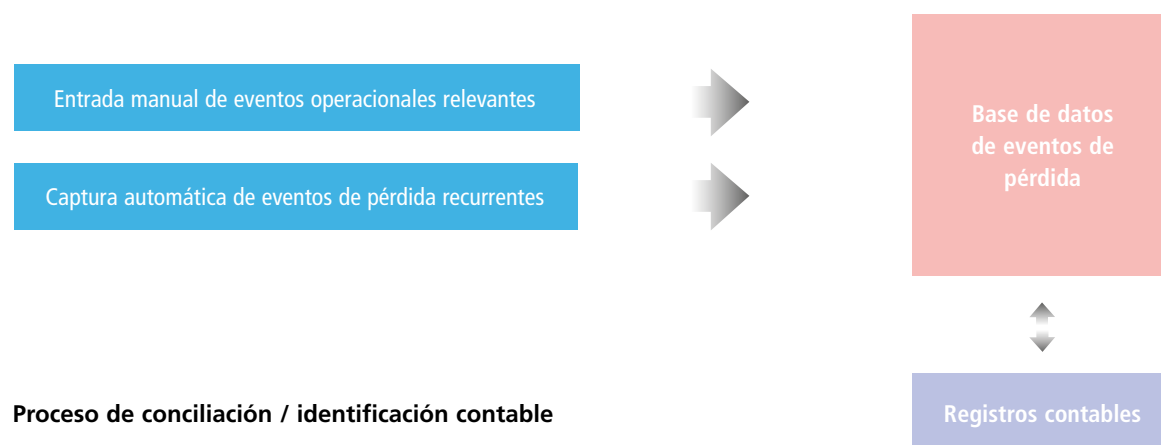 Entrada manual de eventos operacionales relevantes
Captura automática de eventos de pérdida recurrentes
Base de datos
de eventos de
pérdida
Proceso de conciliación / identificación contable
Registros contables